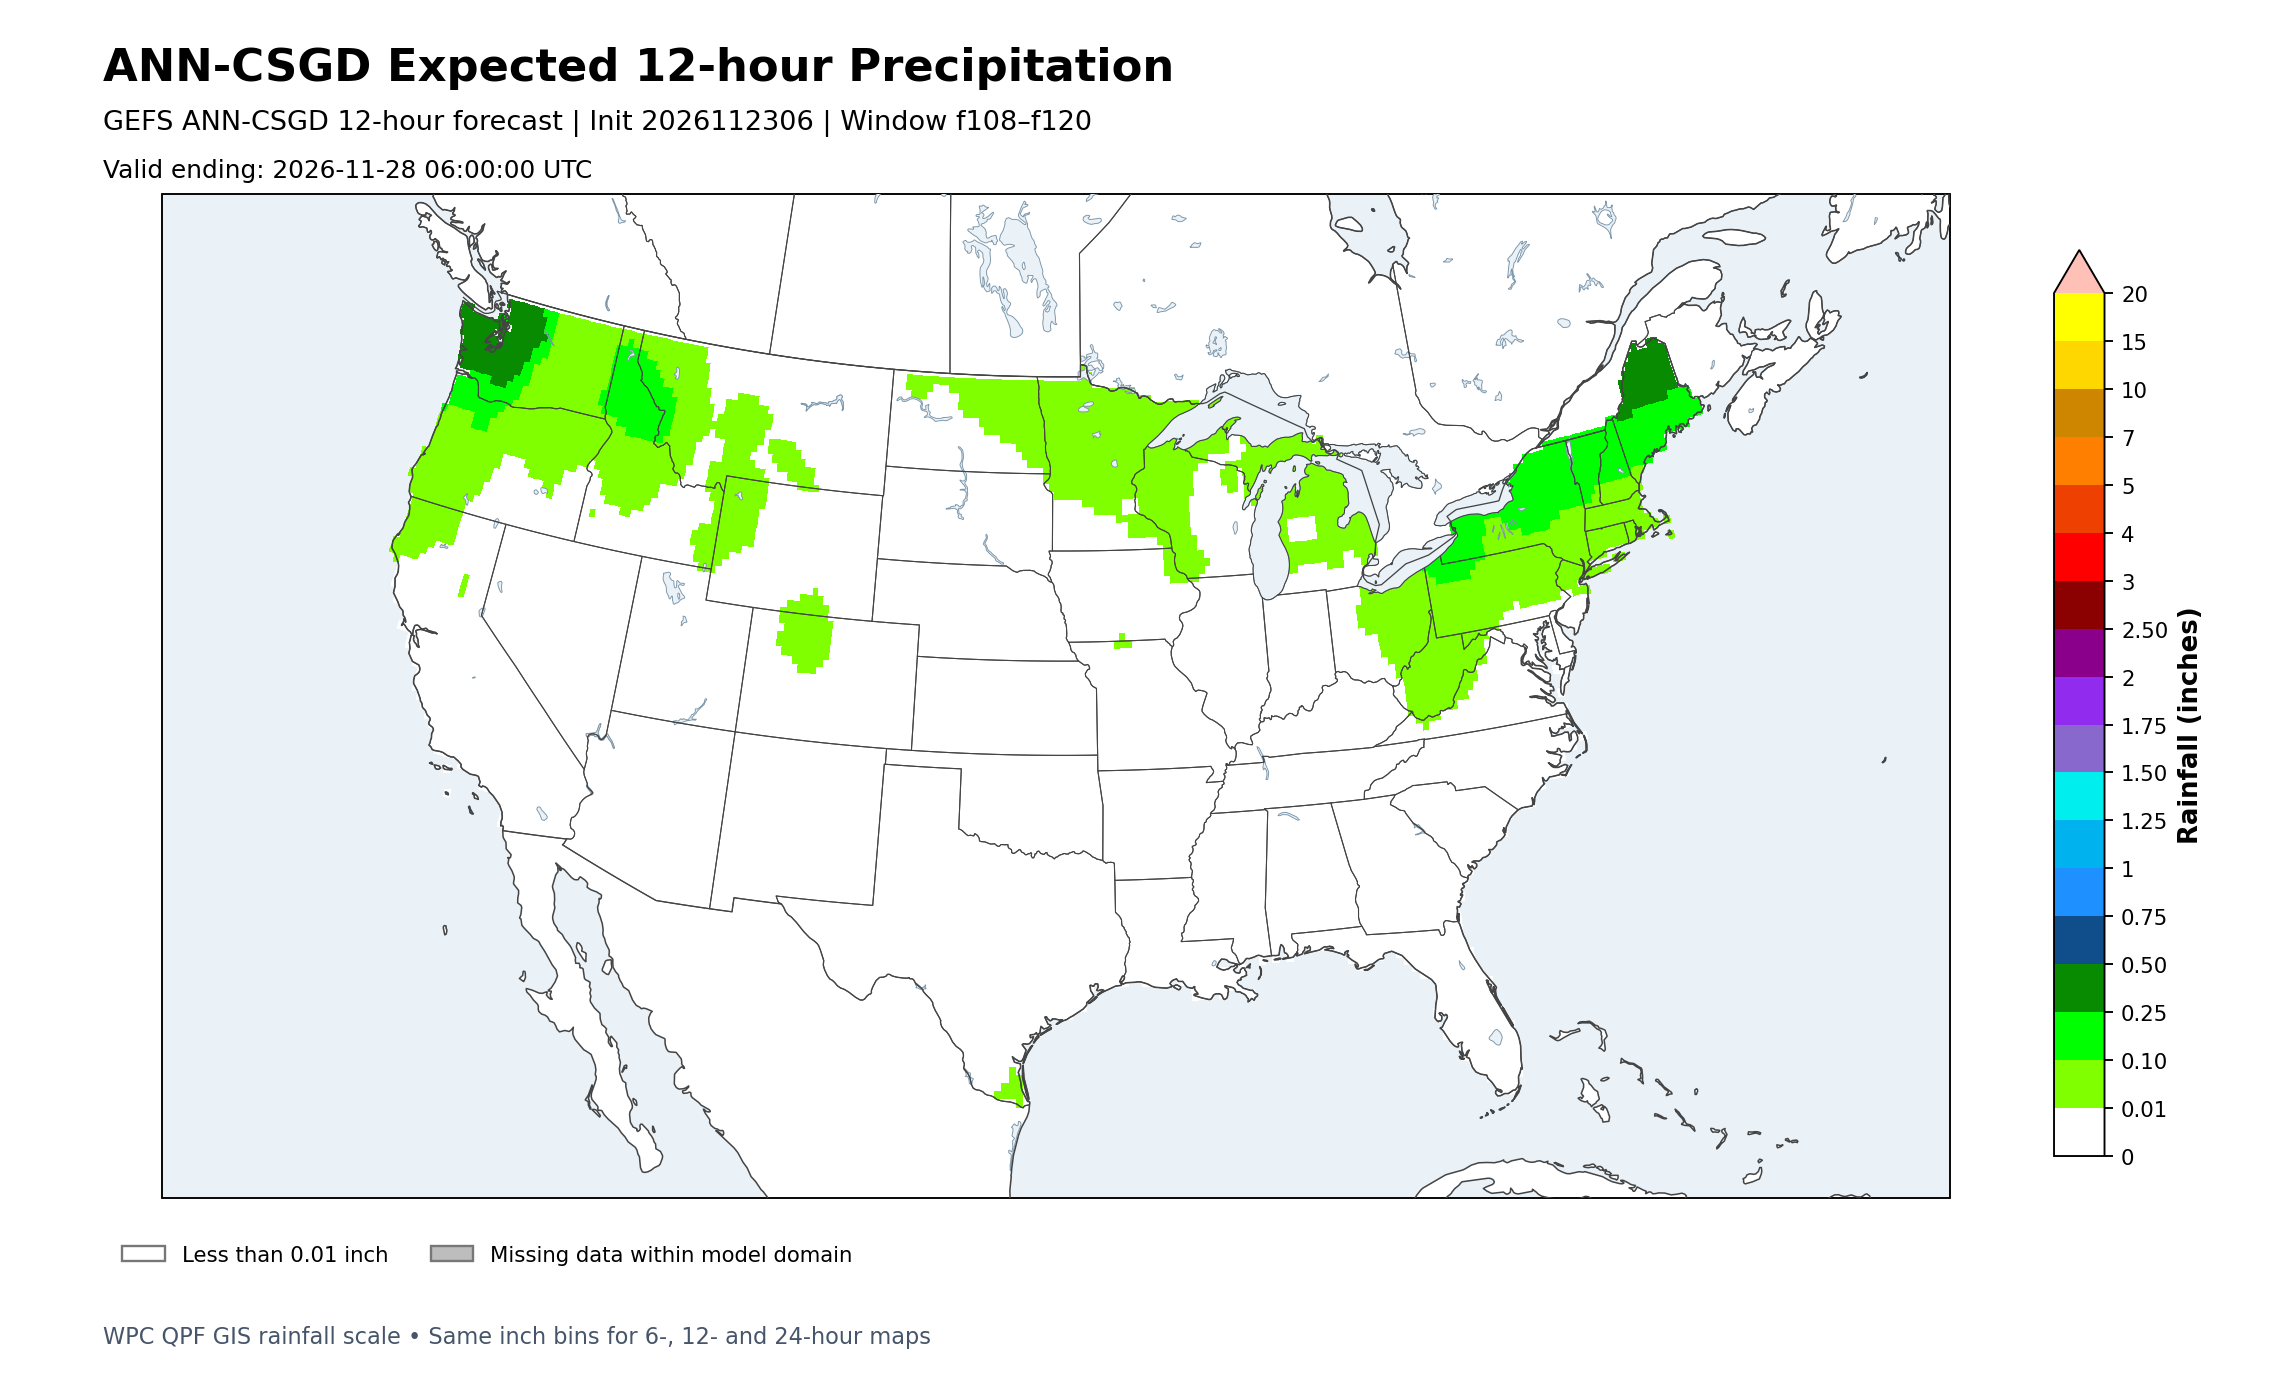 ANN-CSGD Expected 12-hour Precipitation
GEFS ANN-CSGD 12-hour forecast | Init 2026112306 | Window f108–f120
Valid ending: 2026-11-28 06:00:00 UTC
20
15
10
7
5
4
3
2.50
2
1.75
1.50
1.25
1
0.75
0.50
0.25
0.10
0.01
0
Rainfall (inches)
Less than 0.01 inch
Missing data within model domain
WPC QPF GIS rainfall scale • Same inch bins for 6-, 12- and 24-hour maps